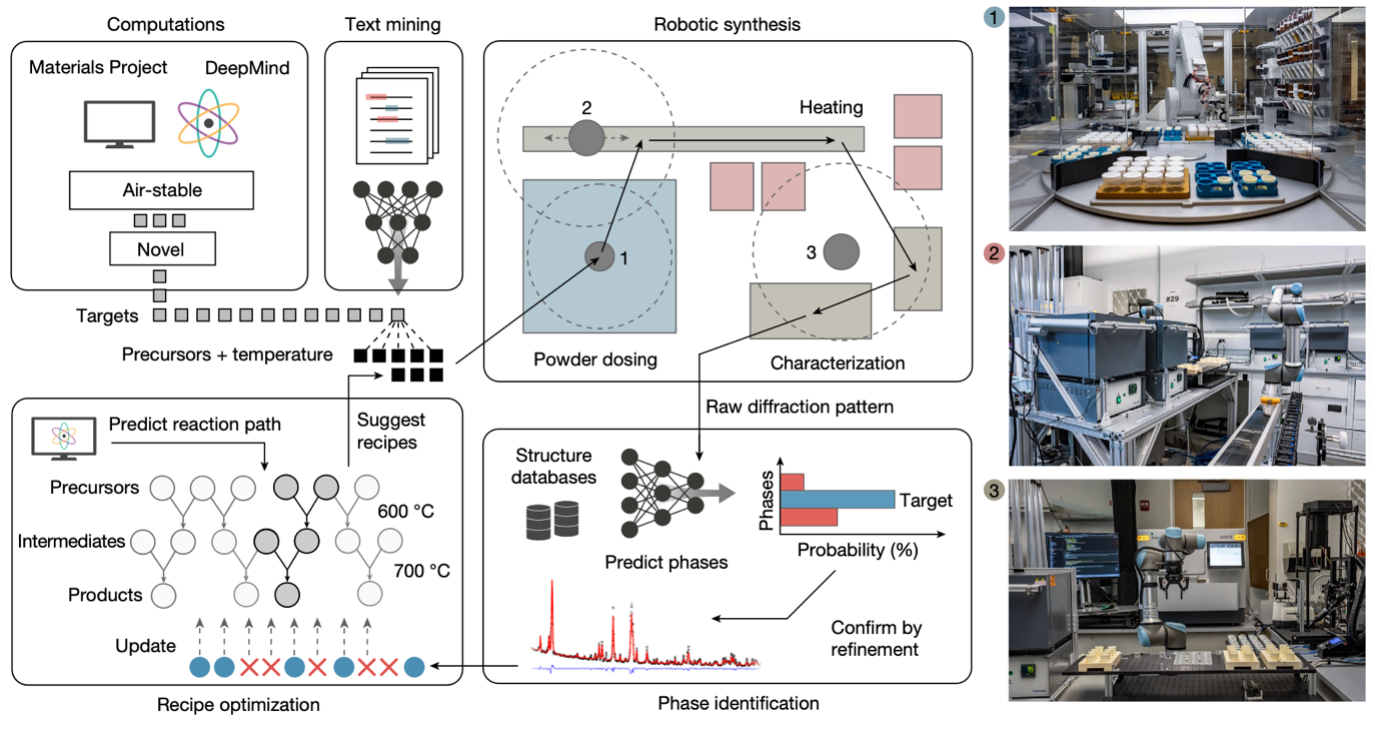 Computations
Text mining
Robotic synthesis
1
Materials Project
DeepMind
Air-stable
Novel
Targets
Precursors + temperature
2
Heating
1
3
Powder dosing
Characterization
2
Predict reaction path
Suggest
recipes
Precursors
600 °C
Intermediates
700 °C
Products
Update
Recipe optimization
Raw diffraction pattern
Structure
databases
Predict phases
Phases
Target
Probability (%)
Confirm by
refinement
Phase identification
#29
3